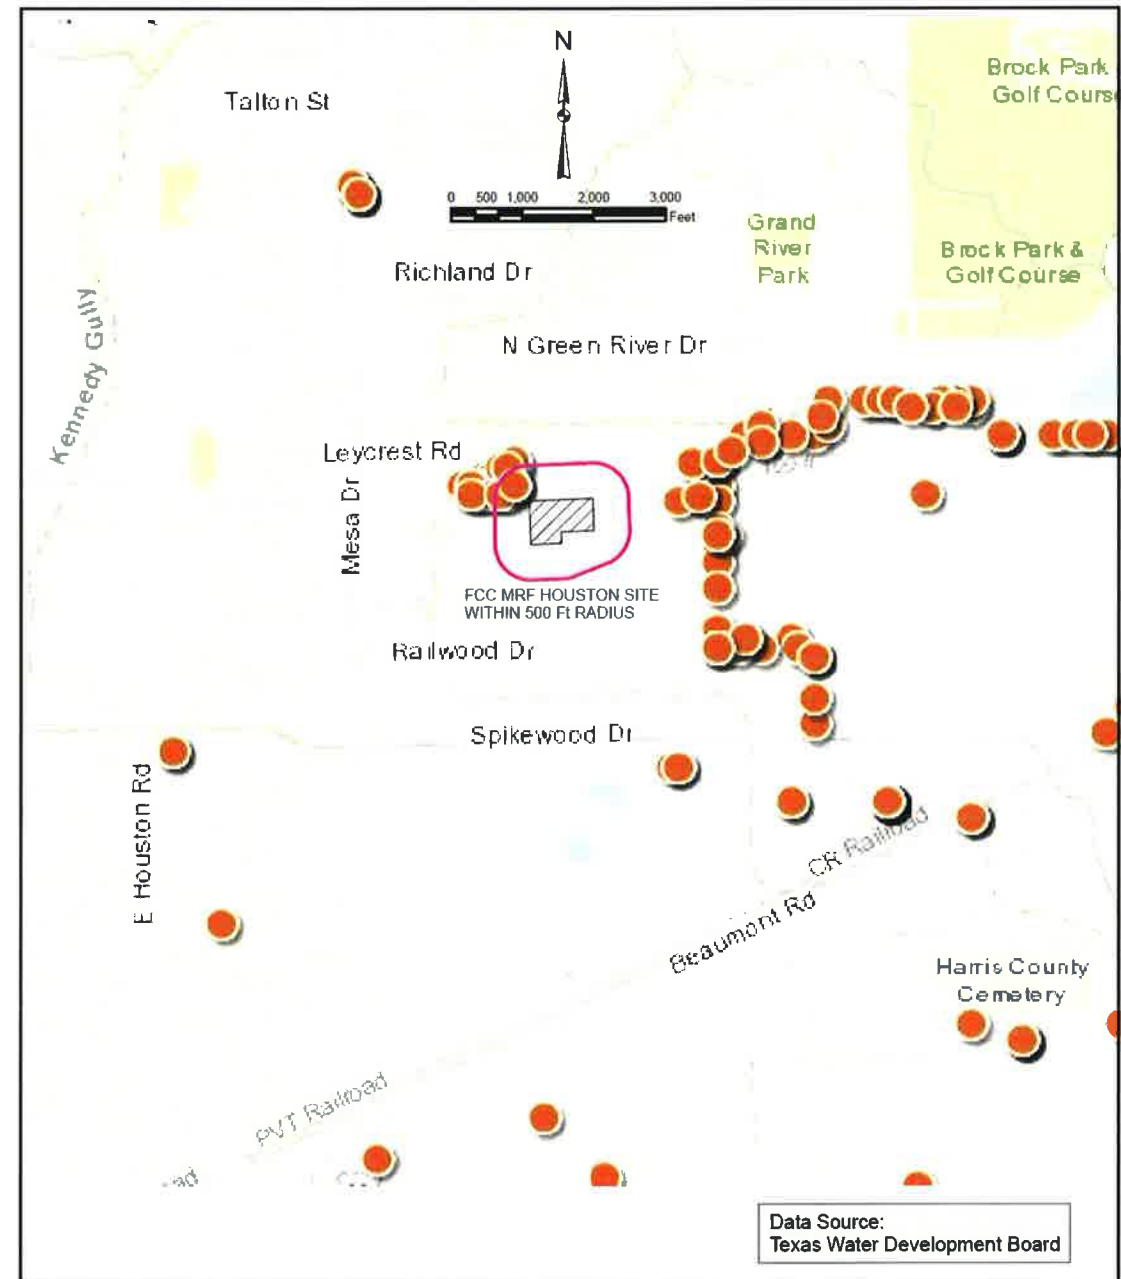 N
Talton St
0 500 1,000 2,000 3,000
Feet
Brock Park
Golf Cours
Grand
River
Park
Brock Park &
Golf Course
Richland Dr
Kennedy Gully
N Green River Dr
Leycrest Rd
Mesa Dr
FCC MRF HOUSTON SITE
WITHIN 500 Ft RADIUS
Railwood Dr
Spikewood Dr
E Houston Rd
CR Railroad
Beaumont Rd
Harris County
Cemetery
PVT Railroad
ad
Data Source:
Texas Water Development Board